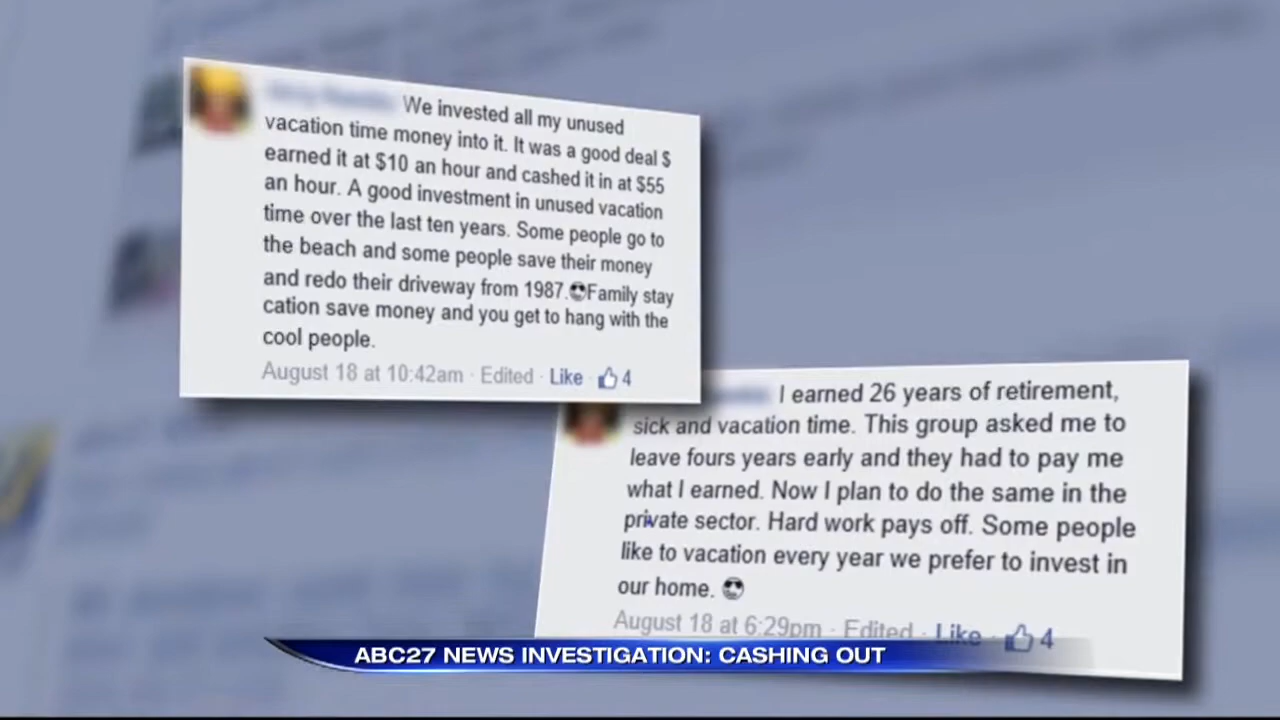 We invested all my unused
vacation time money into it. It was a good deal $
earned it at $10 an hour and cashed it in at $55
an hour. A good investment in unused vacation
time over the last ten years. Some people go to
the beach and some people save their money
and redo their driveway from 1987.😎Family stay
cation save money and you get to hang with the
cool people.
August 18 at 10:42am · Edited · Like · 4
I earned 26 years of retirement,
sick and vacation time. This group asked me to
leave fours years early and they had to pay me
what I earned. Now I plan to do the same in the
private sector. Hard work pays off. Some people
like to vacation every year we prefer to invest in
our home. 😎
August 18 at 6:29pm · Edited · Like · 4
ABC27 NEWS INVESTIGATION: CASHING OUT